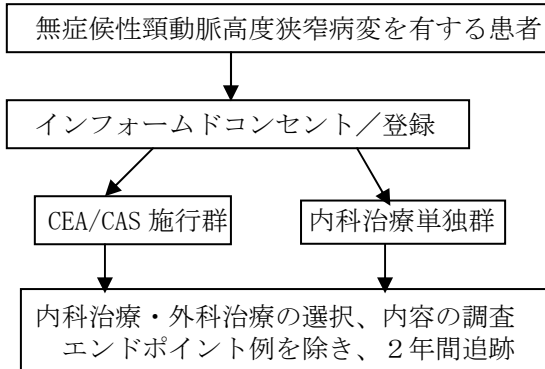 無症候性頸動脈高度狭窄病変を有する患者
インフォームドコンセント／登録
CEA/CAS 施行群
内科治療単独群
内科治療・外科治療の選択、内容の調査
エンドポイント例を除き、２年間追跡